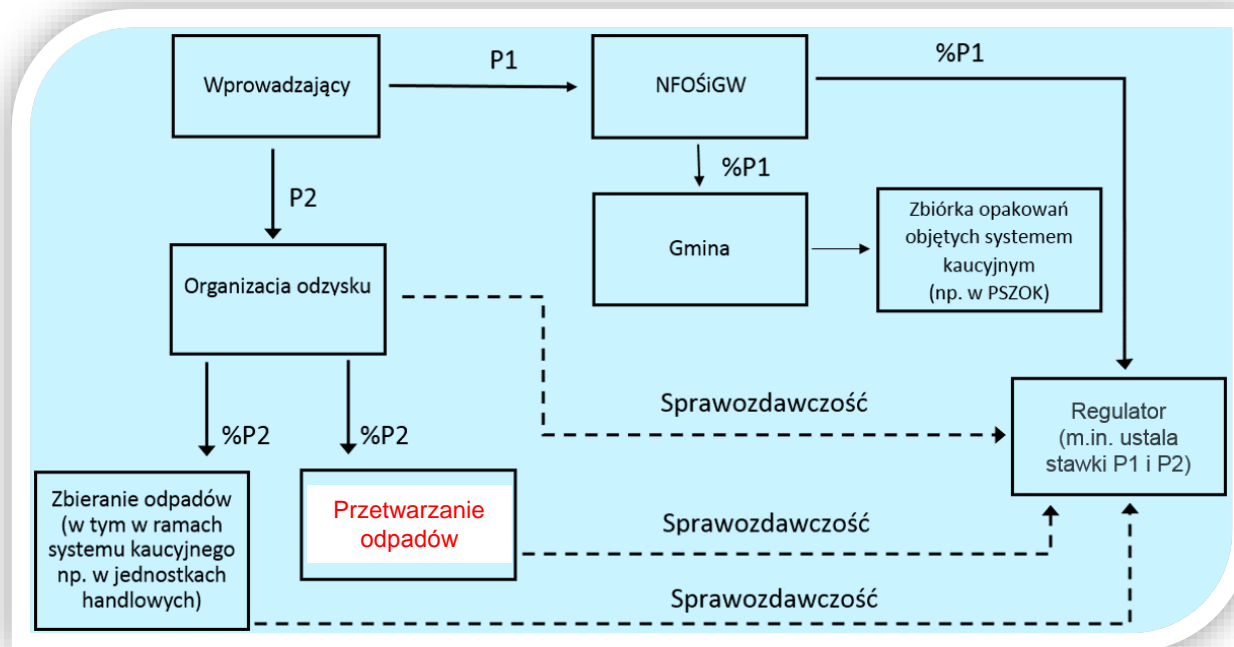 Wprowadzający
P1
NFOŚiGW
%P1
P2
%P1
Gmina
Zbiórka opakowań
objętych systemem
kaucyjnym
(np. w PSZOK)
Organizacja odzysku
%P2
%P2
Sprawozdawczość
Regulator
(m.in. ustala
stawki P1 i P2)
Zbieranie odpadów
(w tym w ramach
systemu kaucyjnego
np. w jednostkach
handlowych)
Przetwarzanie
odpadów
Sprawozdawczość
Sprawozdawczość